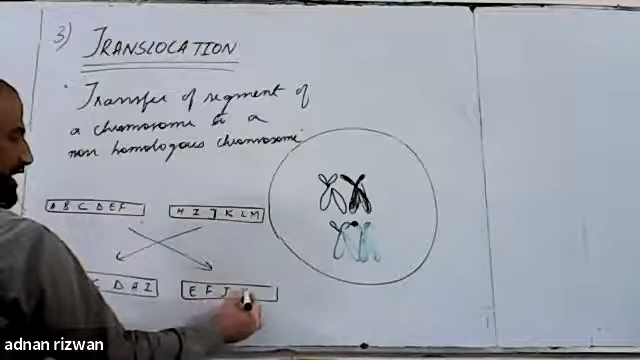 3) TRANSLOCATION
· Transfer of segment of
a chromosome to a
non homologous chromosome.
A B C D E F
H I J K L M
C D H I
E F J
adnan rizwan